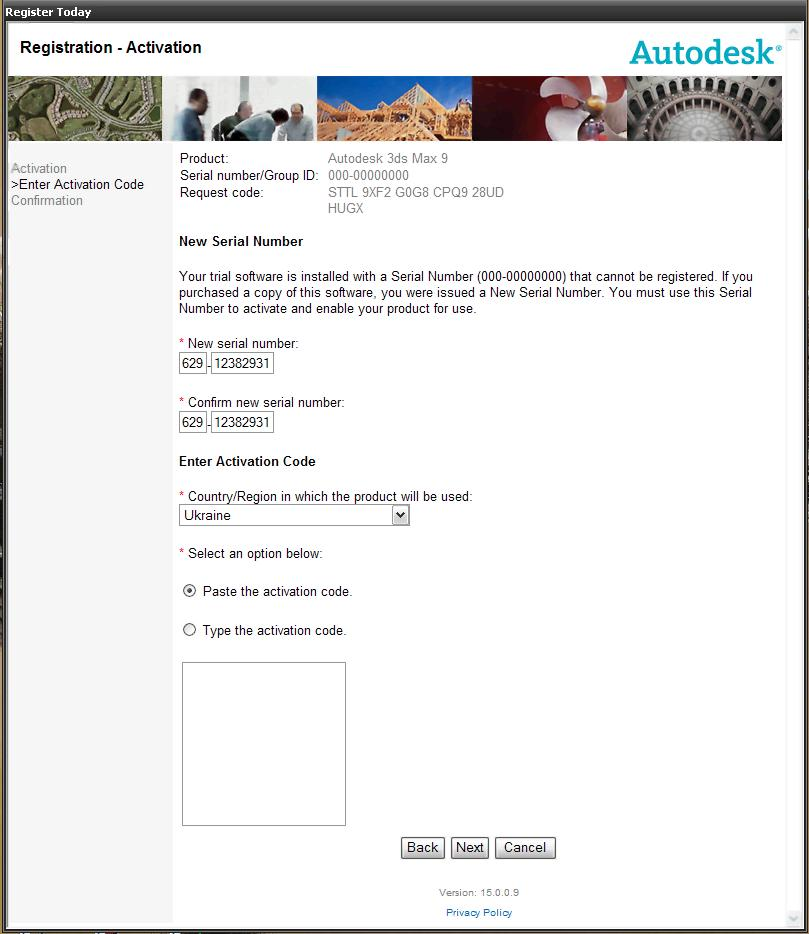 Register Today
Registration - Activation
Autodesk®
Activation
>Enter Activation Code
Confirmation
Product: Autodesk 3ds Max 9
Serial number/Group ID: 000-00000000
Request code: STTL 9XF2 G0G8 CPQ9 28UD
HUGX
New Serial Number
Your trial software is installed with a Serial Number (000-00000000) that cannot be registered. If you
purchased a copy of this software, you were issued a New Serial Number. You must use this Serial
Number to activate and enable your product for use.
* New serial number:
629 - 12382931
* Confirm new serial number:
629 - 12382931
Enter Activation Code
* Country/Region in which the product will be used:
Ukraine
* Select an option below:
Paste the activation code.
Type the activation code.
Back Next Cancel
Version: 15.0.0.9
Privacy Policy